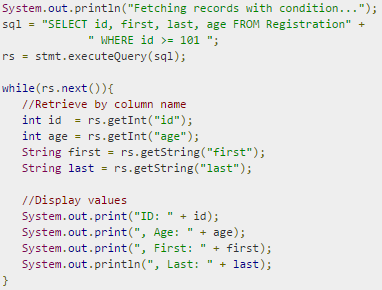 System.out.println("Fetching records with condition...");
sql = "SELECT id, first, last, age FROM Registration" +
" WHERE id >= 101 ";
rs = stmt.executeQuery(sql);
while(rs.next()){
//Retrieve by column name
int id  = rs.getInt("id");
int age = rs.getInt("age");
String first = rs.getString("first");
String last = rs.getString("last");
//Display values
System.out.print("ID: " + id);
System.out.print(", Age: " + age);
System.out.print(", First: " + first);
System.out.println(", Last: " + last);
}